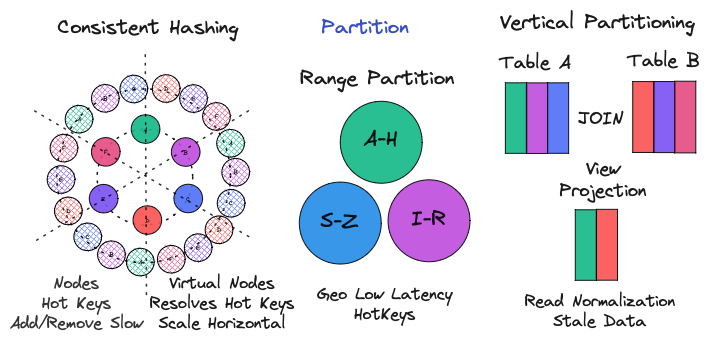 Consistent Hashing
Nodes
Hot Keys
Add/Remove Slow
Virtual Nodes
Resolves Hot Keys
Scale Horizontal
Partition
Range Partition
A-H
S-Z
I-R
Geo Low Latency
HotKeys
Vertical Partitioning
Table A
Table B
JOIN
View
Projection
Read Normalization
Stale Data